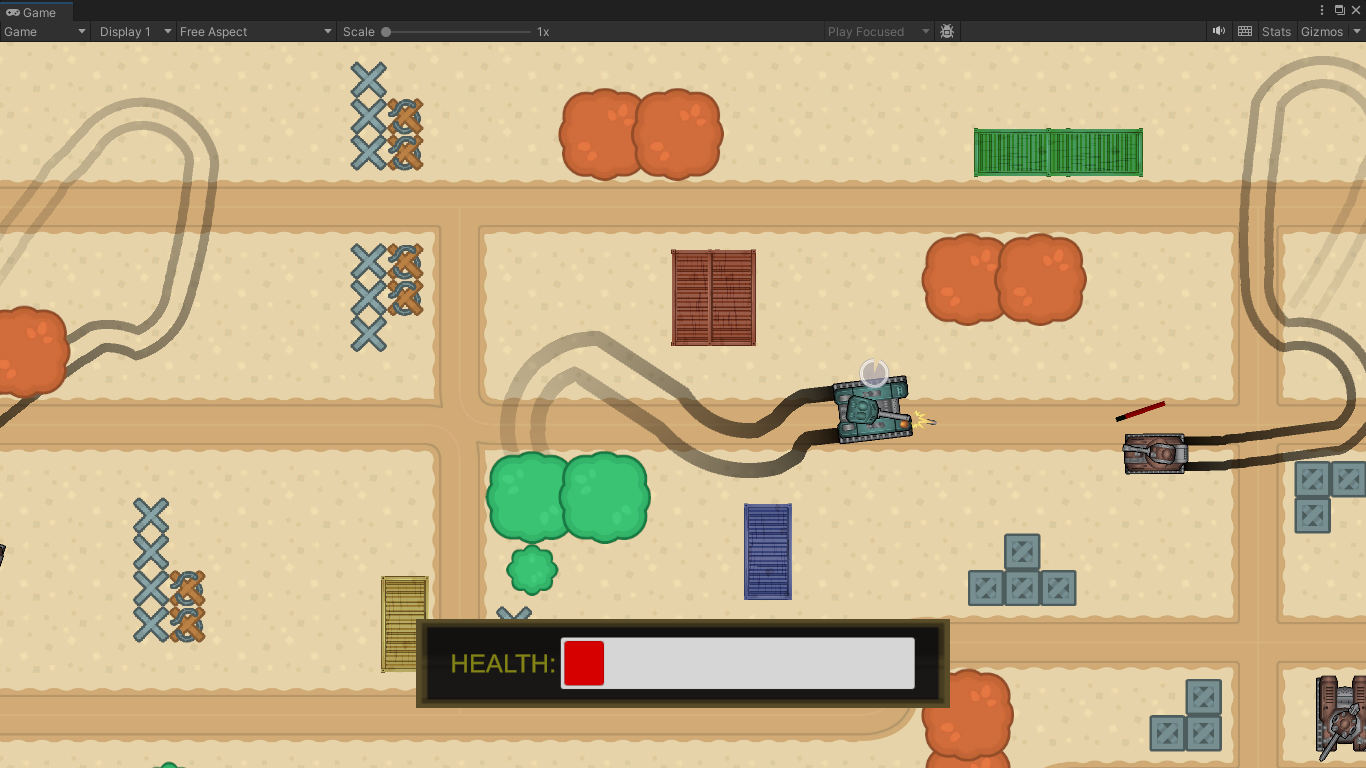 Game
Game Display 1 Free Aspect Scale 1x Play Focused Stats Gizmos
HEALTH: